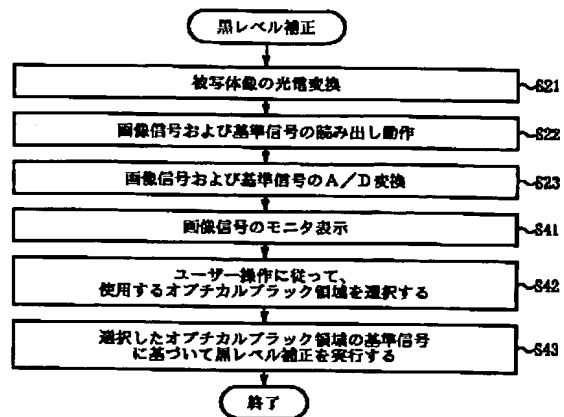 黒レベル補正
被写体像の光電変換
S21
画像信号および基準信号の読み出し動作
S22
画像信号および基準信号のA/D変換
S23
画像信号のモニタ表示
S41
ユーザー操作に従って、
使用するオプチカルブラック領域を選択する
S42
選択したオプチカルブラック領域の基準信号
に基づいて黒レベル補正を実行する
S43
終了